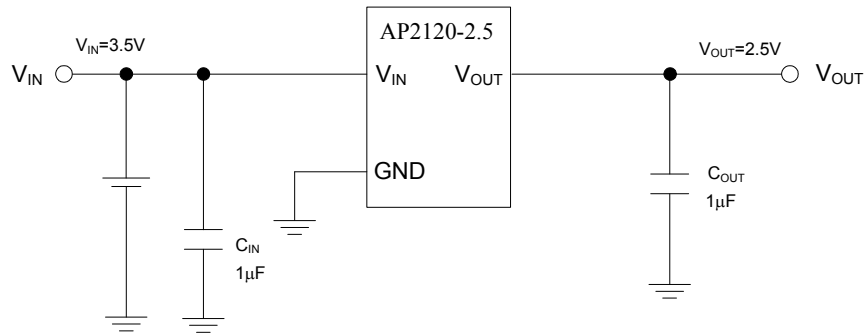 AP2120-2.5
V_IN=3.5V
V_OUT=2.5V
V_IN
V_IN
V_OUT
V_OUT
GND
C_IN
1μF
C_OUT
1μF